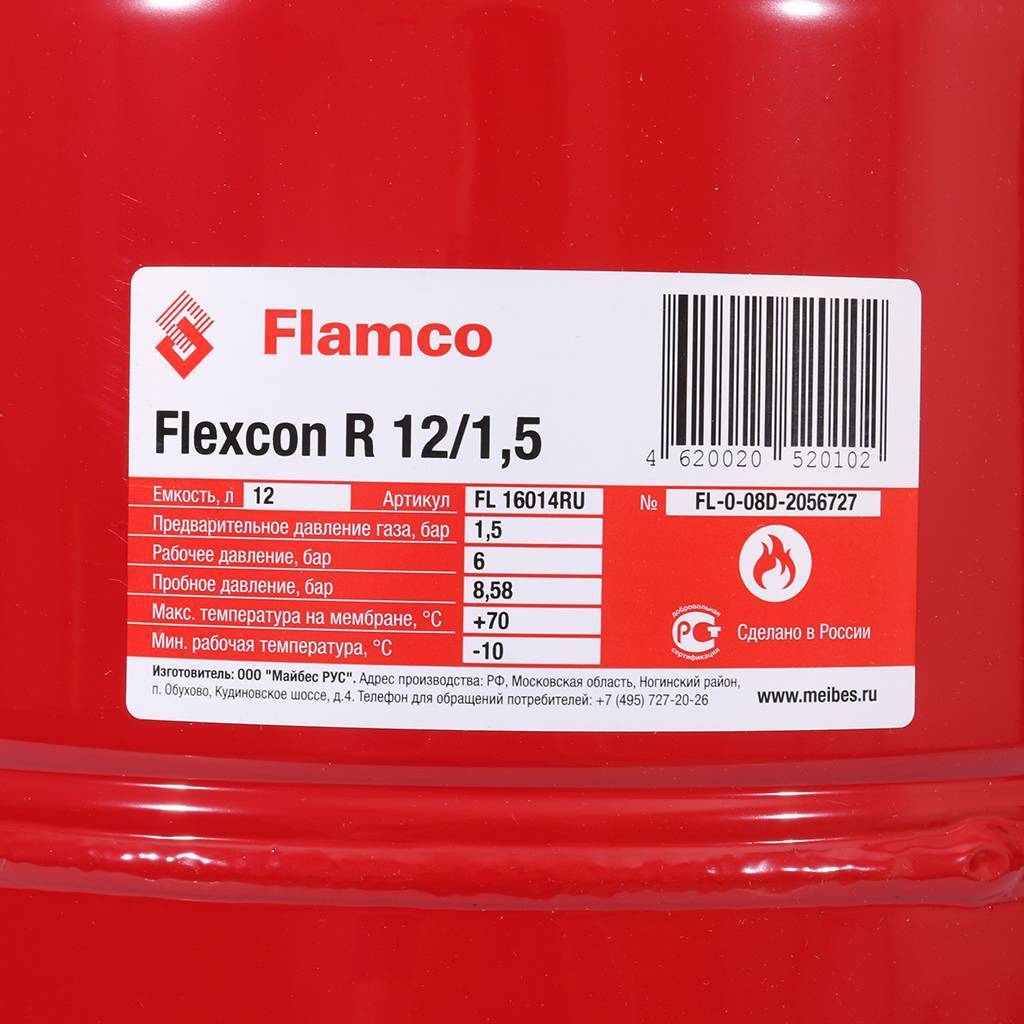 Flamco
Flexcon R 12/1,5
4 620020 520102
Емкость, л 12 Артикул FL 16014RU № FL-0-08D-2056727
Предварительное давление газа, бар 1,5
Рабочее давление, бар 6
Пробное давление, бар 8,58
Макс. температура на мембране, °C +70
Мин. рабочая температура, °C -10
добровольная
РСТ
сертификация
Сделано в России
Изготовитель: ООО "Майбес РУС". Адрес производства: РФ, Московская область, Ногинский район,
п. Обухово, Кудиновское шоссе, д.4. Телефон для обращений потребителей: +7 (495) 727-20-26
www.meibes.ru